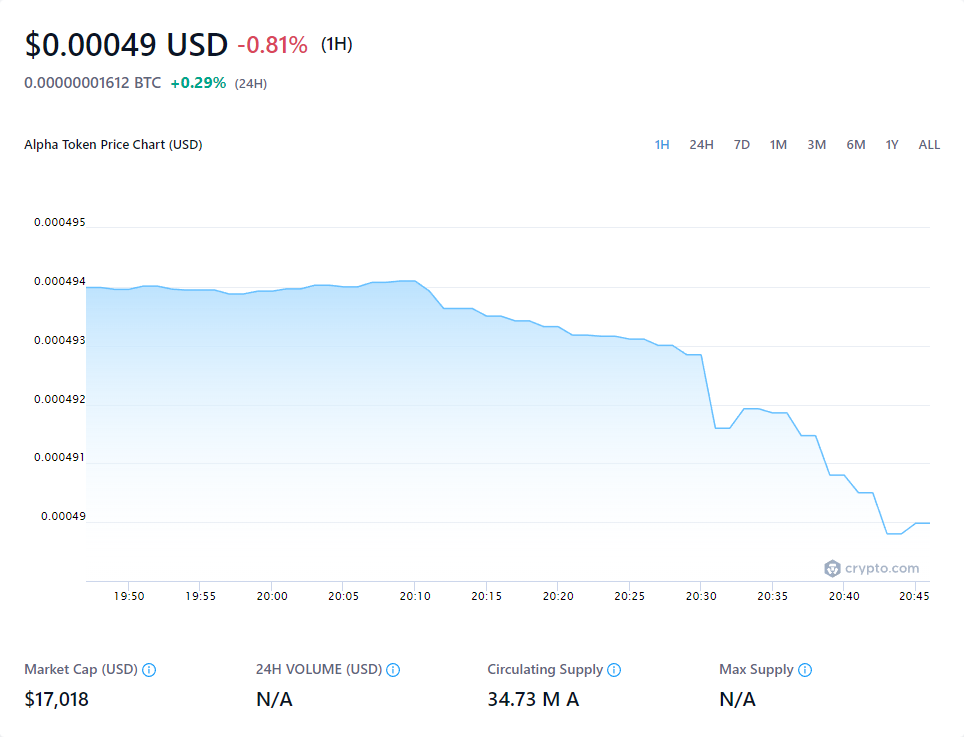 $0.00049 USD -0.81% (1H)
0.00000001612 BTC +0.29% (24H)
Alpha Token Price Chart (USD) 1H 24H 7D 1M 3M 6M 1Y ALL
0.000495
0.000494
0.000493
0.000492
0.000491
0.00049
crypto.com
19:50 19:55 20:00 20:05 20:10 20:15 20:20 20:25 20:30 20:35 20:40 20:45
Market Cap (USD) 24H VOLUME (USD) Circulating Supply Max Supply
$17,018 N/A 34.73 M A N/A